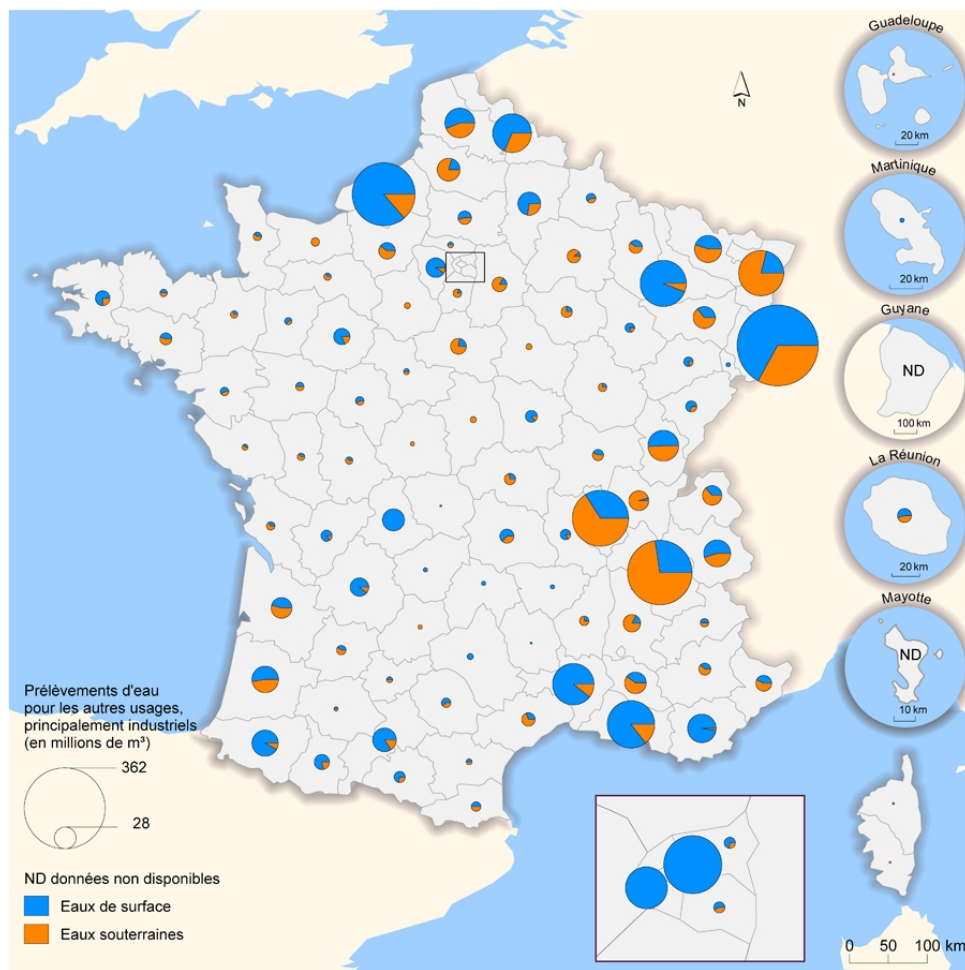 Guadeloupe
20 km
N
Martinique
20 km
Guyane
ND
100 km
La Réunion
20 km
Mayotte
ND
10 km
Prélèvements d'eau
pour les autres usages,
principalement industriels
(en millions de m³)
362
28
ND données non disponibles
Eaux de surface
Eaux souterraines
0 50 100 km